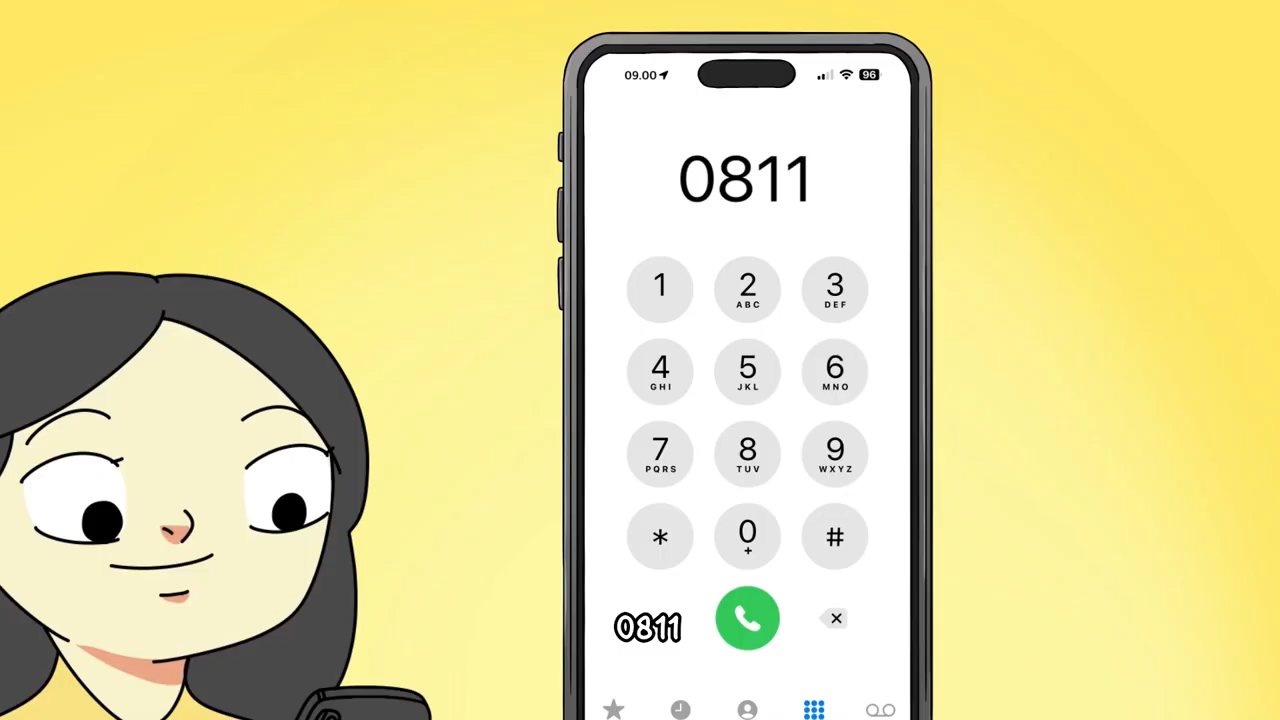 09.00
96
0811
1 2 3
ABC DEF
4 5 6
GHI JKL MNO
7 8 9
PQRS TUV WXYZ
* 0 #
+
0811